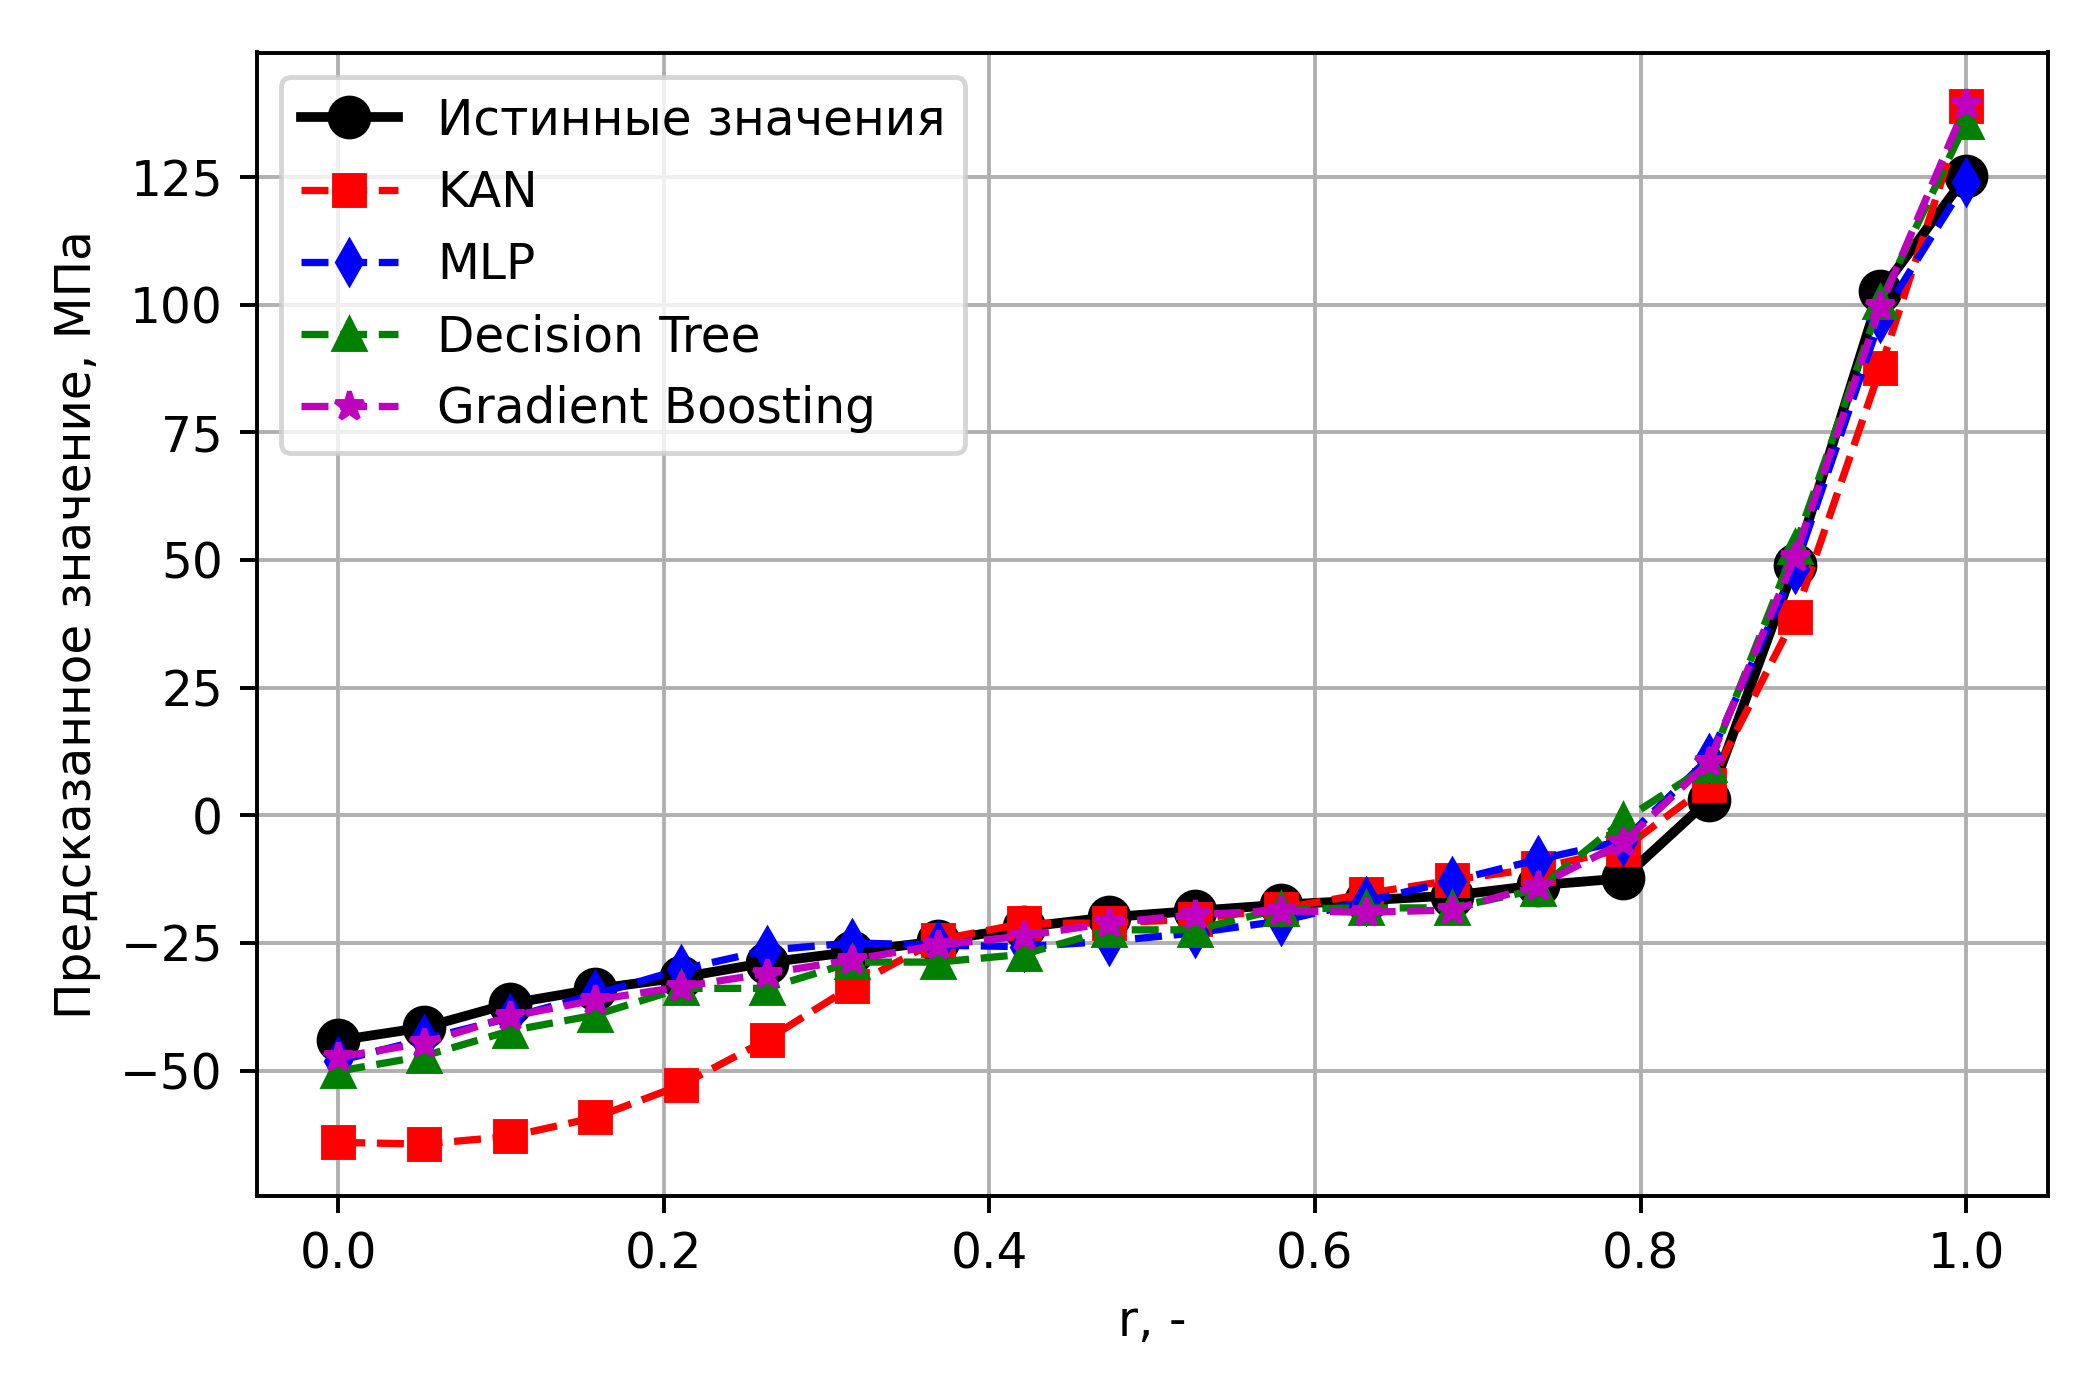 Истинные значения
KAN
MLP
Decision Tree
Gradient Boosting
Предсказанное значение, МПа
125
100
75
50
25
0
−25
−50
0.0 0.2 0.4 0.6 0.8 1.0
r, -